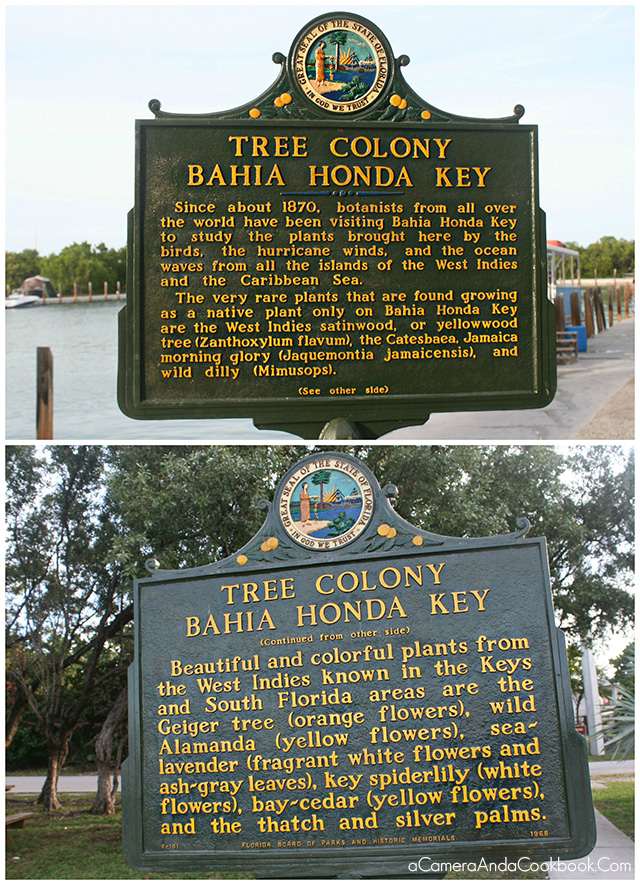 GREAT SEAL OF THE STATE OF FLORIDA
IN GOD WE TRUST
TREE COLONY
BAHIA HONDA KEY
Since about 1870, botanists from all over
the world have been visiting Bahia Honda Key
to study the plants brought here by the
birds, the hurricane winds, and the ocean
waves from all the islands of the West Indies
and the Caribbean Sea.
The very rare plants that are found growing
as a native plant only on Bahia Honda Key
are the West Indies satinwood, or yellowwood
tree (Zanthoxylum flavum), the Catesbaea, Jamaica
morning glory (Jaquemontia jamaicensis), and
wild dilly (Mimusops).
(See other side)
GREAT SEAL OF THE STATE OF FLORIDA
IN GOD WE TRUST
TREE COLONY
BAHIA HONDA KEY
(Continued from other side)
Beautiful and colorful plants from
the West Indies known in the Keys
and South Florida areas are the
Geiger tree (orange flowers), wild
Alamanda (yellow flowers), sea-
lavender (fragrant white flowers and
ash-gray leaves), key spiderlily (white
flowers), bay-cedar (yellow flowers),
and the thatch and silver palms.
F-161 FLORIDA BOARD OF PARKS AND HISTORIC MEMORIALS 1968
aCameraAndaCookbook.Com